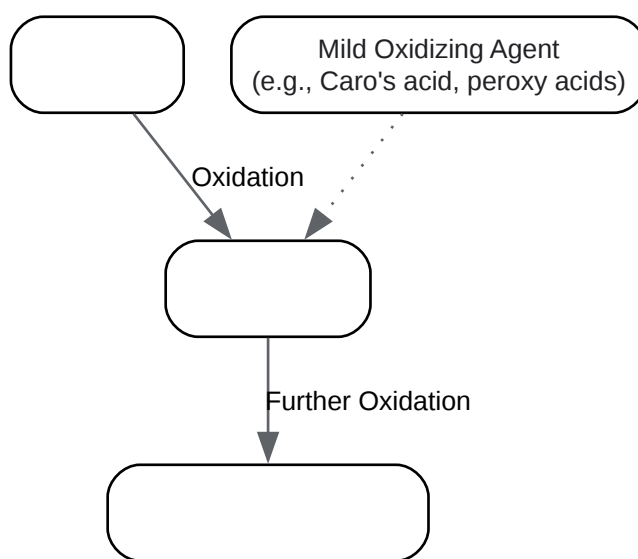 Mild Oxidizing Agent
(e.g., Caro's acid, peroxy acids)
Oxidation
Further Oxidation